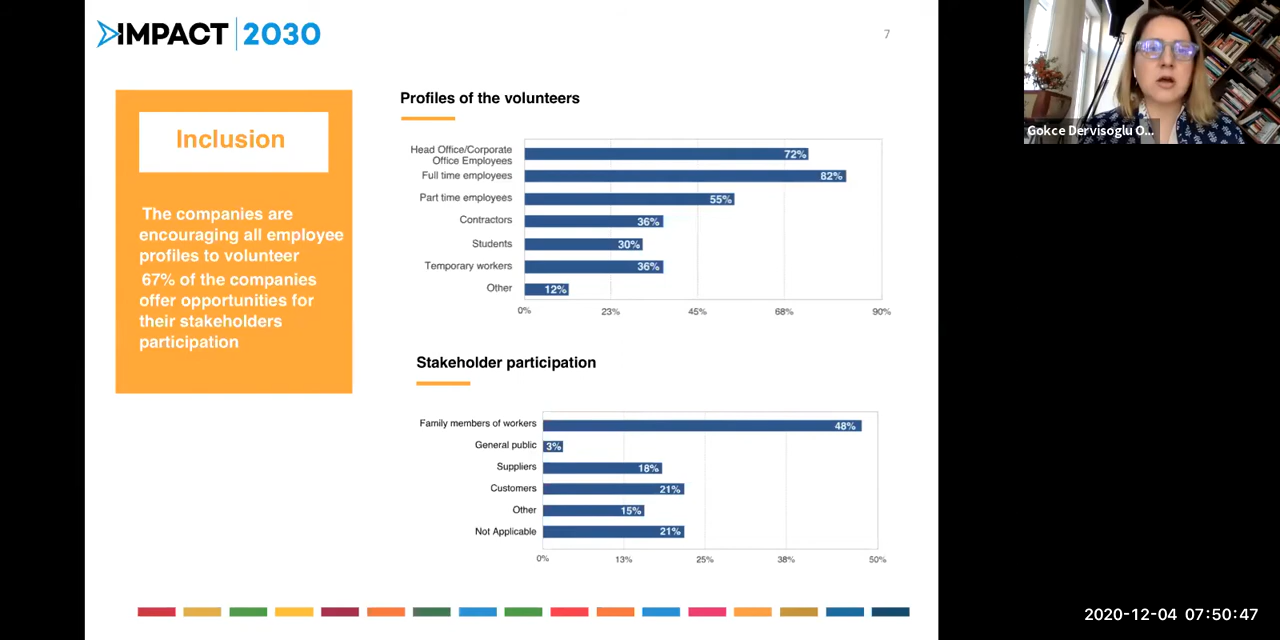 IMPACT 2030
7
Inclusion
The companies are
encouraging all employee
profiles to volunteer
67% of the companies
offer opportunities for
their stakeholders
participation
Profiles of the volunteers
Head Office/Corporate
Office Employees
72%
Full time employees
82%
Part time employees
55%
Contractors
36%
Students
30%
Temporary workers
36%
Other
12%
0% 23% 45% 68% 90%
Stakeholder participation
Family members of workers
48%
General public
3%
Suppliers
18%
Customers
21%
Other
15%
Not Applicable
21%
0% 13% 25% 38% 50%
Gokce Dervisoglu O...
2020-12-04 07:50:47